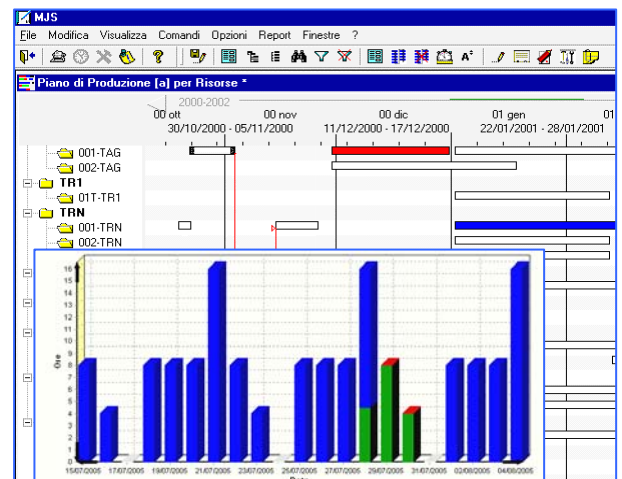 MJS
File Modifica Visualizza Comandi Opzioni Report Finestre ?
Piano di Produzione [a] per Risorse *
2000-2002
00 ott 00 nov 00 dic 01 gen 01
30/10/2000 - 05/11/2000 11/12/2000 - 17/12/2000 22/01/2001 - 28/01/2001
001-TAG
002-TAG
TR1
01T-TR1
TRN
001-TRN
002-TRN
16
15
14
13
12
11
10
9
8
7
6
5
4
3
2
1
0
Ore
15/07/2005 17/07/2005 19/07/2005 21/07/2005 23/07/2005 25/07/2005 27/07/2005 29/07/2005 31/07/2005 02/08/2005 04/08/2005